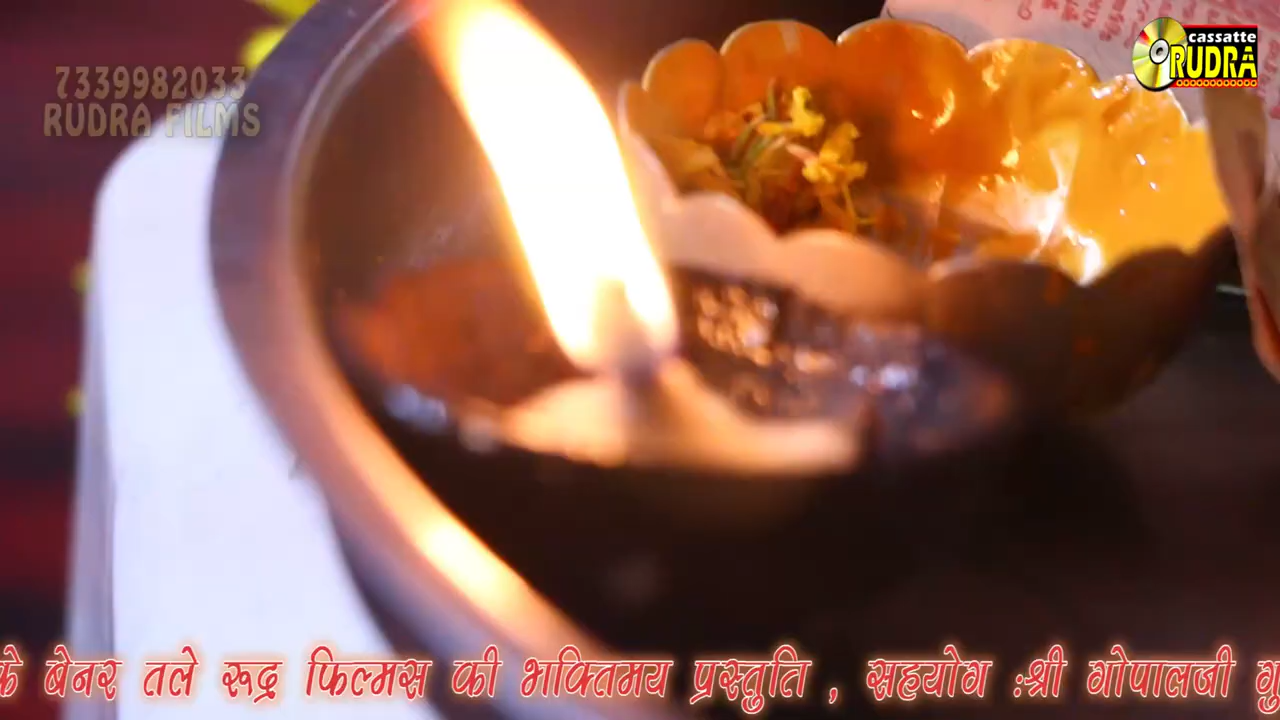 7339982033
RUDRA FILMS
cassatte
RUDRA
के बेनर तले रूद्र फिल्मस की भक्तिमय प्रस्तुति , सहयोग :श्री गोपालजी गु